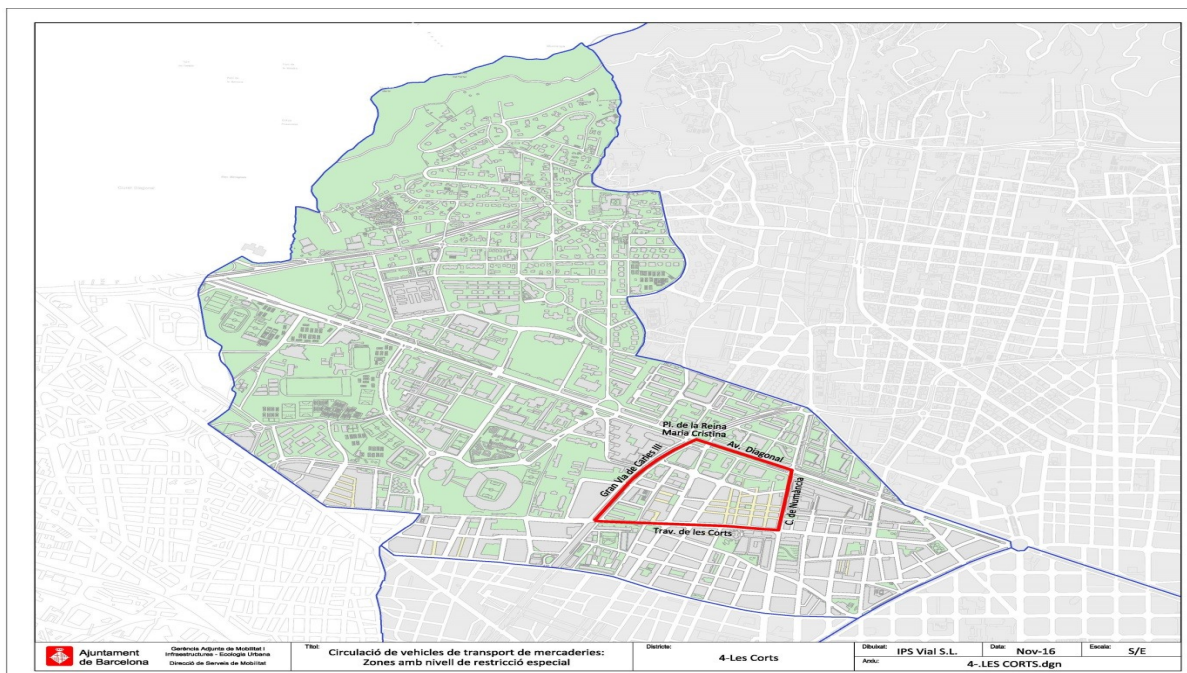 Pl. de la Reina
Maria Cristina
Av. Diagonal
Gran Via de Carles III
C. de Numància
Trav. de les Corts
Ajuntament
de Barcelona
Gerència Adjunta de Mobilitat i
Infraestructures - Ecologia Urbana
Direcció de Serveis de Mobilitat
Títol:
Circulació de vehicles de transport de mercaderies:
Zones amb nivell de restricció especial
Districte:
4-Les Corts
Dibuixat: IPS Vial S.L.
Data: Nov-16
Escala: S/E
Arxiu: 4-.LES CORTS.dgn